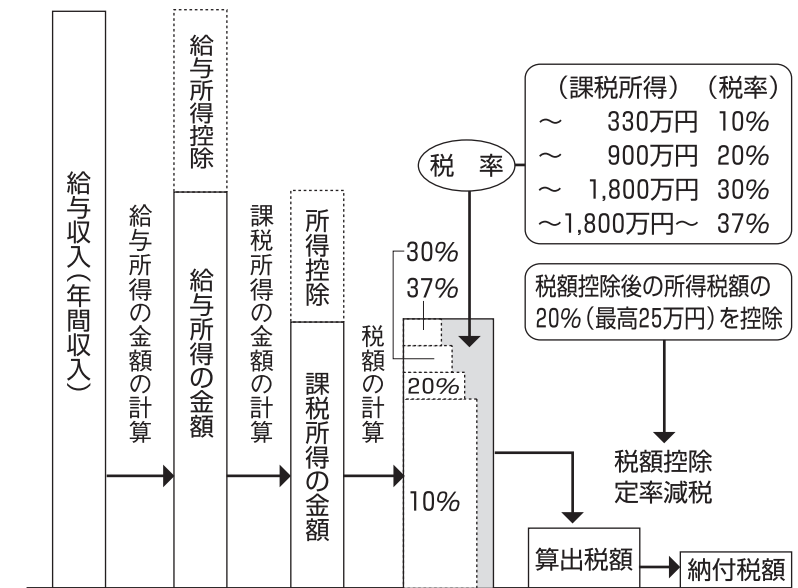 給与収入（年間収入）
給与所得の金額の計算
給与所得控除
給与所得の金額
課税所得の金額の計算
所得控除
課税所得の金額
税額の計算
30%
37%
20%
10%
税　率
（課税所得）（税率）
～　　330万円　10%
～　　900万円　20%
～　1,800万円　30%
～1,800万円～　37%
税額控除後の所得税額の
20%（最高25万円）を控除
税額控除
定率減税
算出税額
納付税額